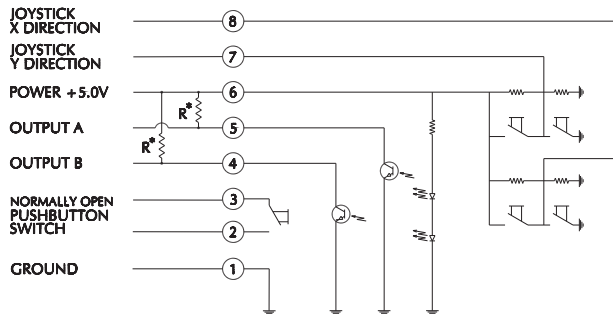 JOYSTICK
X DIRECTION
8
JOYSTICK
Y DIRECTION
7
POWER +5.0V
6
R*
OUTPUT A
5
R*
OUTPUT B
4
NORMALLY OPEN
PUSHBUTTON
SWITCH
3
2
GROUND
1